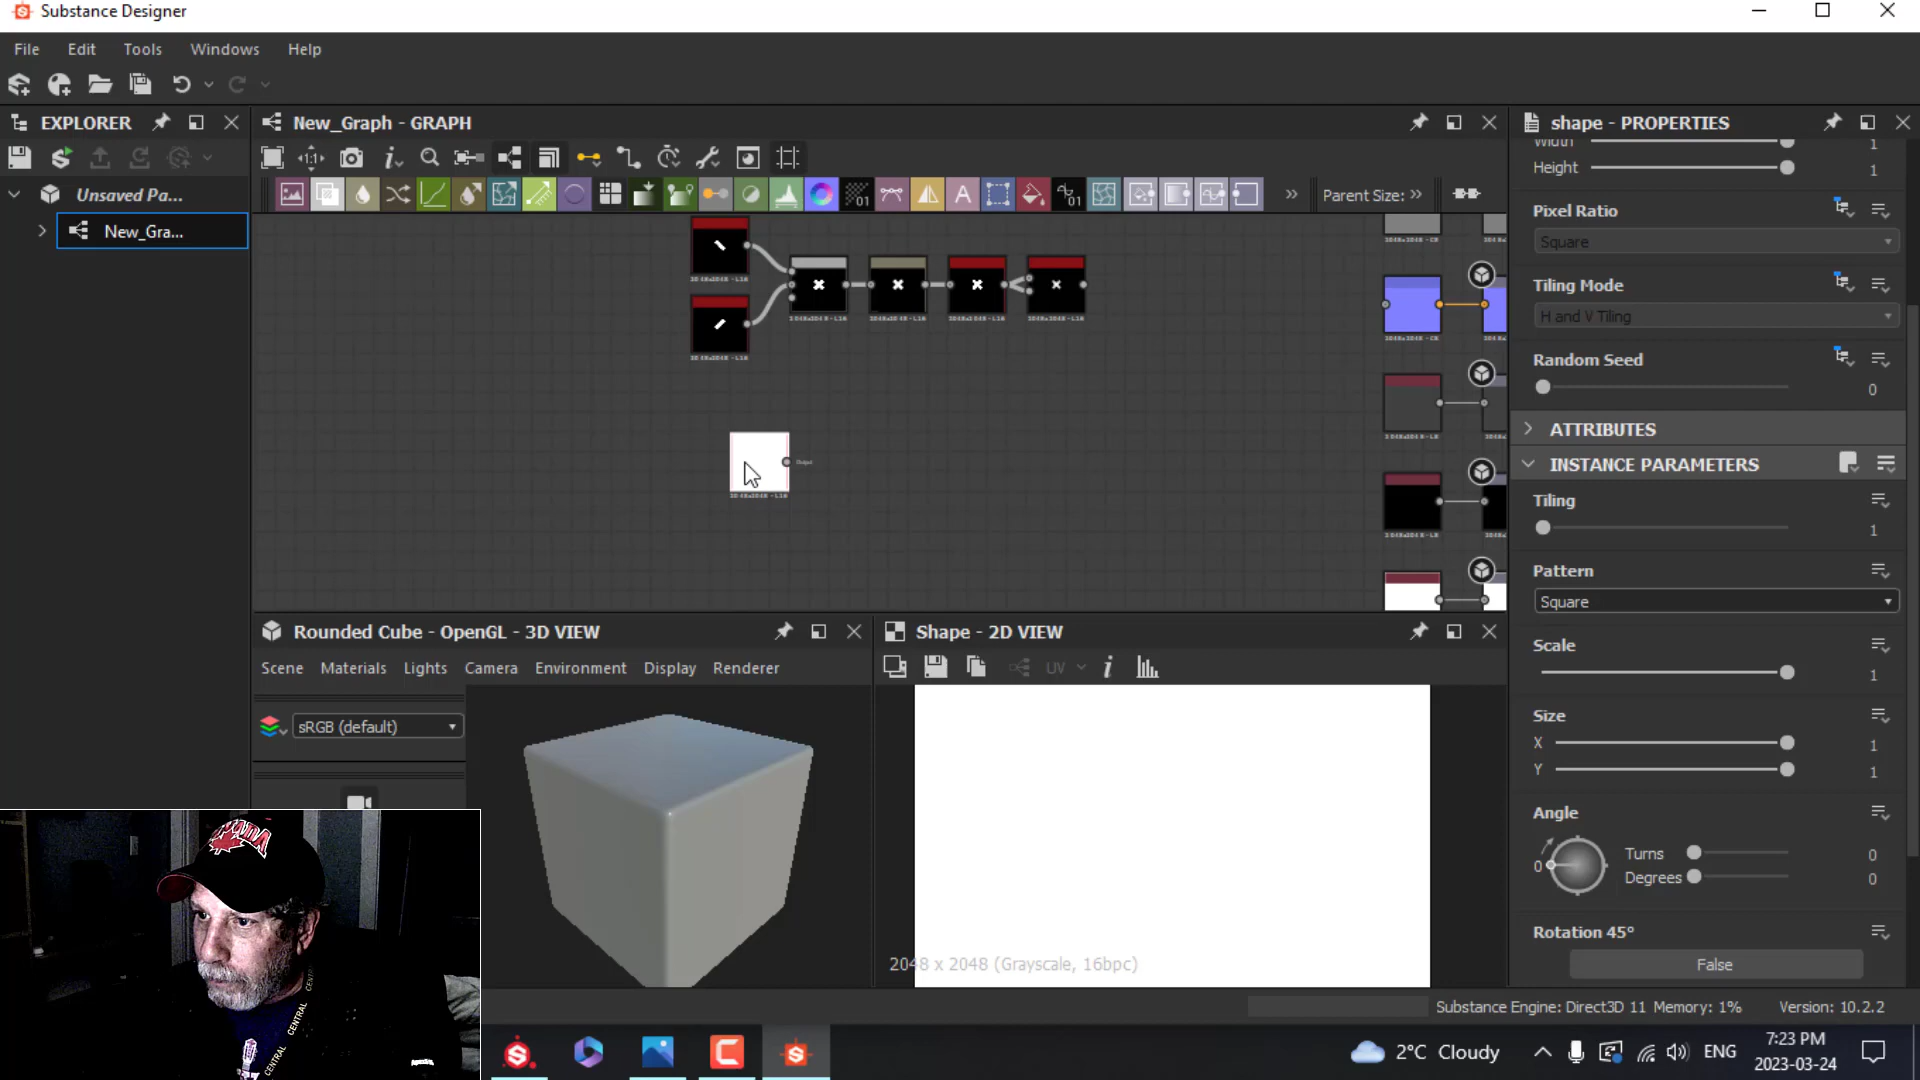 Substance Designer
File Edit Tools Windows Help
EXPLORER
New_Graph - GRAPH
shape - PROPERTIES
Width 1
Height 1
Unsaved Pa...
Parent Size:
New_Gra...
Pixel Ratio
Square
Tiling Mode
H and V Tiling
Random Seed
0
ATTRIBUTES
INSTANCE PARAMETERS
Tiling
1
Pattern
Square
Output
Rounded Cube - OpenGL - 3D VIEW
Shape - 2D VIEW
Scale
1
Scene Materials Lights Camera Environment Display Renderer
UV
Size
X 1
Y 1
sRGB (default)
Angle
0
Turns 0
Degrees 0
Rotation 45°
False
2048 x 2048 (Grayscale, 16bpc)
CENTRAL
Substance Engine: Direct3D 11 Memory: 1% Version: 10.2.2
2°C Cloudy
ENG
7:23 PM
2023-03-24